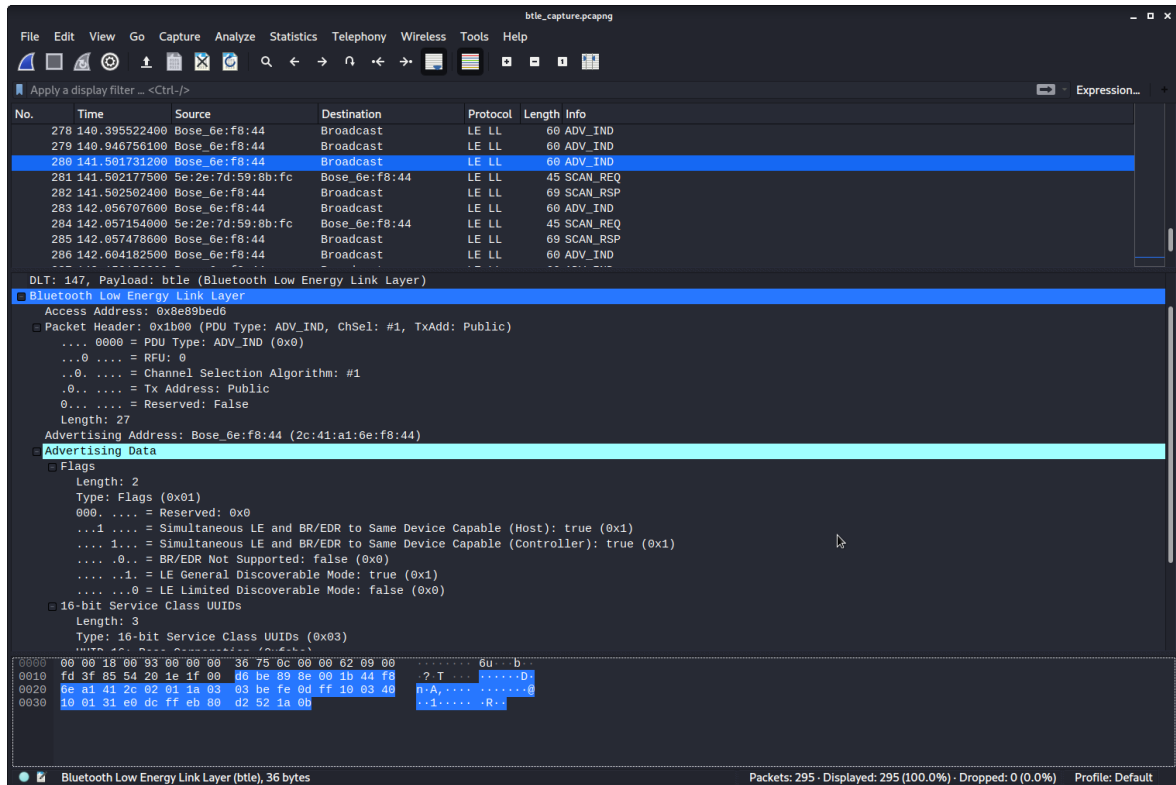 btle_capture.pcapng
File Edit View Go Capture Analyze Statistics Telephony Wireless Tools Help
Apply a display filter ... <Ctrl-/> Expression... +
No. Time Source Destination Protocol Length Info
278 140.395522400 Bose_6e:f8:44 Broadcast LE LL 60 ADV_IND
279 140.946756100 Bose_6e:f8:44 Broadcast LE LL 60 ADV_IND
280 141.501731200 Bose_6e:f8:44 Broadcast LE LL 60 ADV_IND
281 141.502177500 5e:2e:7d:59:8b:fc Bose_6e:f8:44 LE LL 45 SCAN_REQ
282 141.502502400 Bose_6e:f8:44 Broadcast LE LL 69 SCAN_RSP
283 142.056707600 Bose_6e:f8:44 Broadcast LE LL 60 ADV_IND
284 142.057154000 5e:2e:7d:59:8b:fc Bose_6e:f8:44 LE LL 45 SCAN_REQ
285 142.057478600 Bose_6e:f8:44 Broadcast LE LL 69 SCAN_RSP
286 142.604182500 Bose_6e:f8:44 Broadcast LE LL 60 ADV_IND
DLT: 147, Payload: btle (Bluetooth Low Energy Link Layer)
Bluetooth Low Energy Link Layer
Access Address: 0x8e89bed6
Packet Header: 0x1b00 (PDU Type: ADV_IND, ChSel: #1, TxAdd: Public)
.... 0000 = PDU Type: ADV_IND (0x0)
...0 .... = RFU: 0
..0. .... = Channel Selection Algorithm: #1
.0.. .... = Tx Address: Public
0... .... = Reserved: False
Length: 27
Advertising Address: Bose_6e:f8:44 (2c:41:a1:6e:f8:44)
Advertising Data
Flags
Length: 2
Type: Flags (0x01)
000. .... = Reserved: 0x0
...1 .... = Simultaneous LE and BR/EDR to Same Device Capable (Host): true (0x1)
.... 1... = Simultaneous LE and BR/EDR to Same Device Capable (Controller): true (0x1)
.... .0.. = BR/EDR Not Supported: false (0x0)
.... ..1. = LE General Discoverable Mode: true (0x1)
.... ...0 = LE Limited Discoverable Mode: false (0x0)
16-bit Service Class UUIDs
Length: 3
Type: 16-bit Service Class UUIDs (0x03)
0000 00 00 18 00 93 00 00 00 36 75 0c 00 00 62 09 00 ········ 6u···b··
0010 fd 3f 85 54 20 1e 1f 00 d6 be 89 8e 00 1b 44 f8 ·?·T ··· ······D·
0020 6e a1 41 2c 02 01 1a 03 03 be fe 0d ff 10 03 40 n·A,···· ·······@
0030 10 01 31 e0 dc ff eb 80 d2 52 1a 0b ··1····· ·R··
Bluetooth Low Energy Link Layer (btle), 36 bytes Packets: 295 · Displayed: 295 (100.0%) · Dropped: 0 (0.0%) Profile: Default